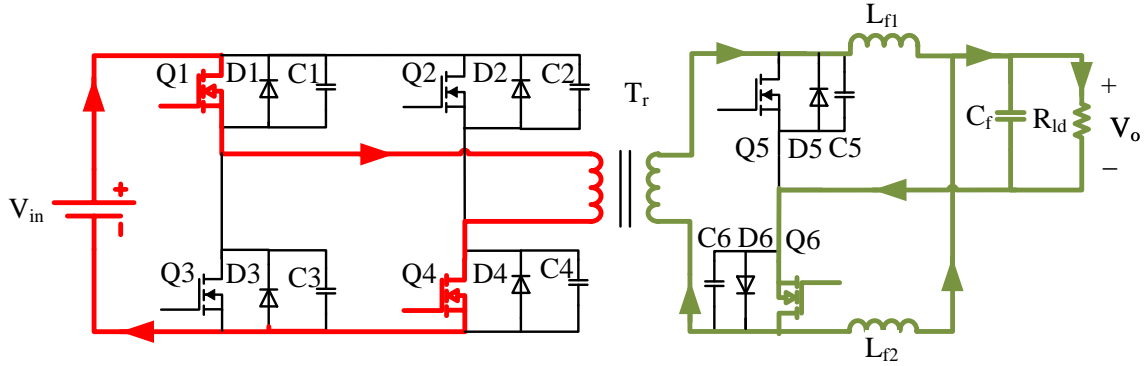 L_f1
Q1 D1 C1 Q2 D2 C2
T_r
Q5 D5 C5
C_f R_ld + V_o −
V_in + −
Q3 D3 C3 Q4 D4 C4
C6 D6 Q6
L_f2